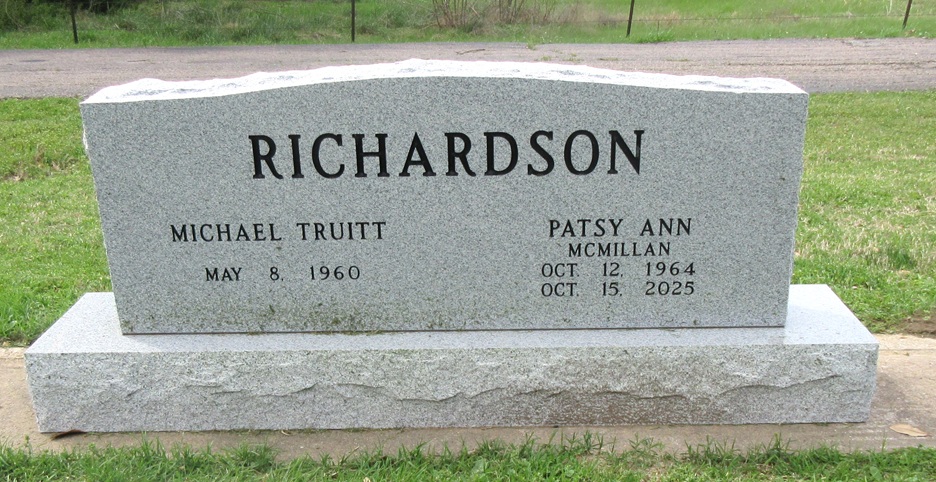 RICHARDSON
MICHAEL TRUITT
MAY 8, 1960
PATSY ANN
MCMILLAN
OCT. 12, 1964
OCT. 15, 2025